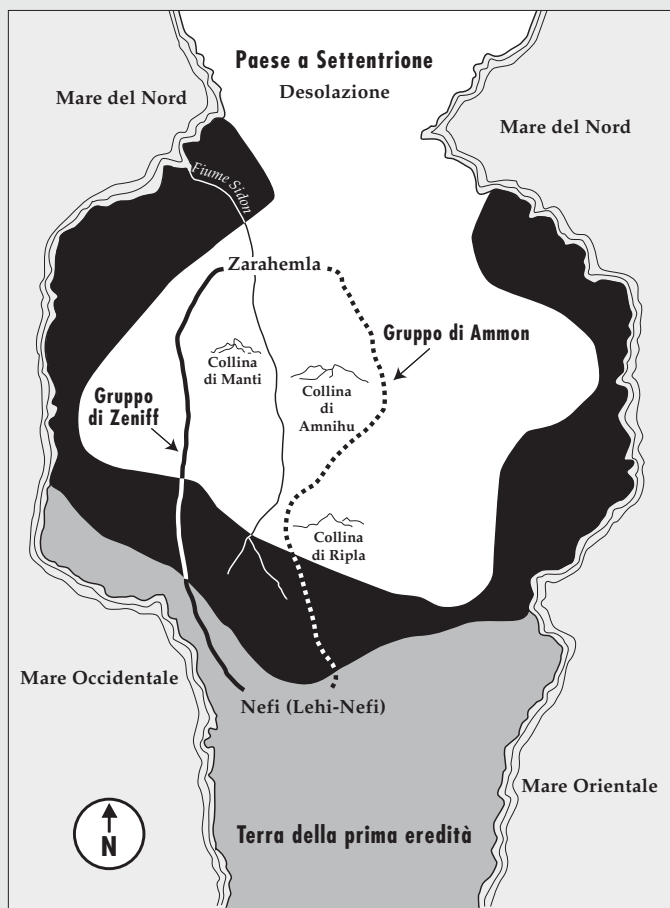 Paese a Settentrione
Desolazione
Mare del Nord
Mare del Nord
Fiume Sidon
Zarahemla
Gruppo di Ammon
Collina
di Manti
Collina
di
Amnihu
Gruppo
di Zeniff
Collina
di Ripla
Mare Occidentale
Nefi (Lehi-Nefi)
Mare Orientale
N
Terra della prima eredità